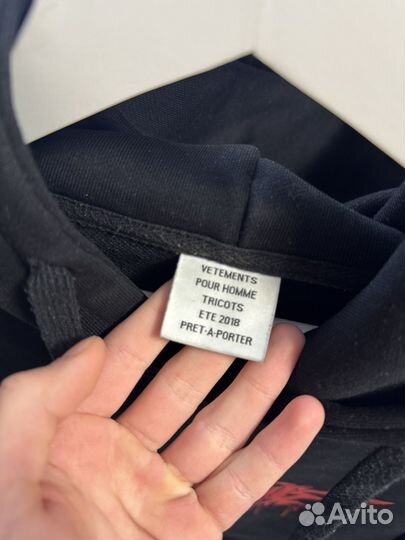 VETEMENTS
POUR HOMME
TRICOTS
ETE 2018
PRET-A-PORTER
Avito